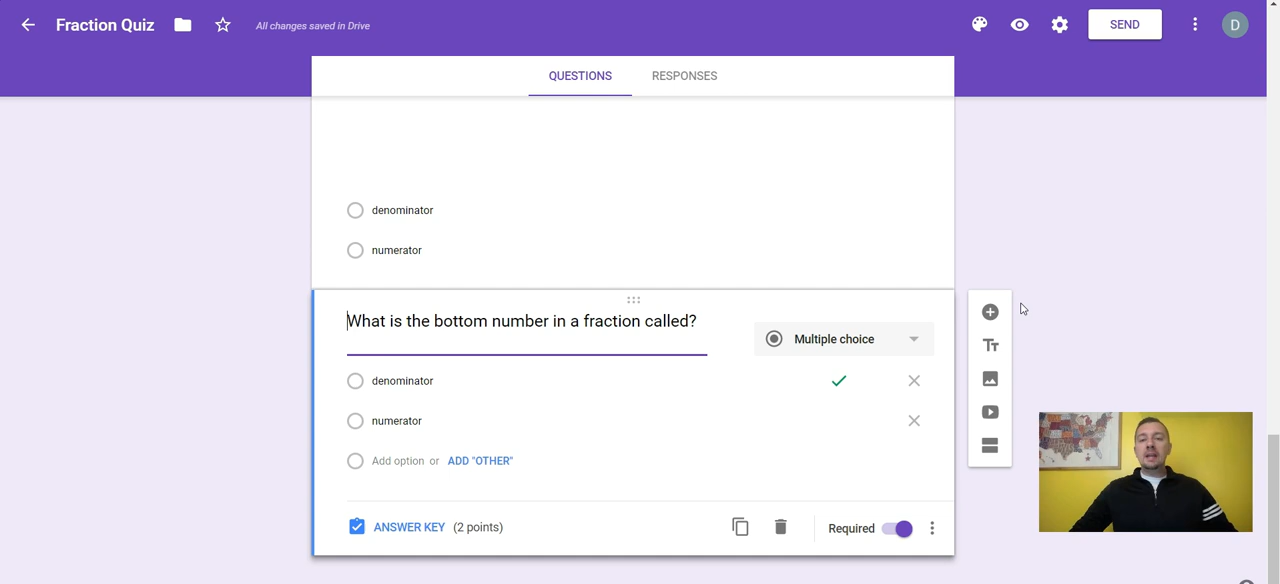 Fraction Quiz
All changes saved in Drive
SEND
D
QUESTIONS
RESPONSES
denominator
numerator
What is the bottom number in a fraction called?
Multiple choice
denominator
numerator
Add option or ADD "OTHER"
ANSWER KEY (2 points)
Required